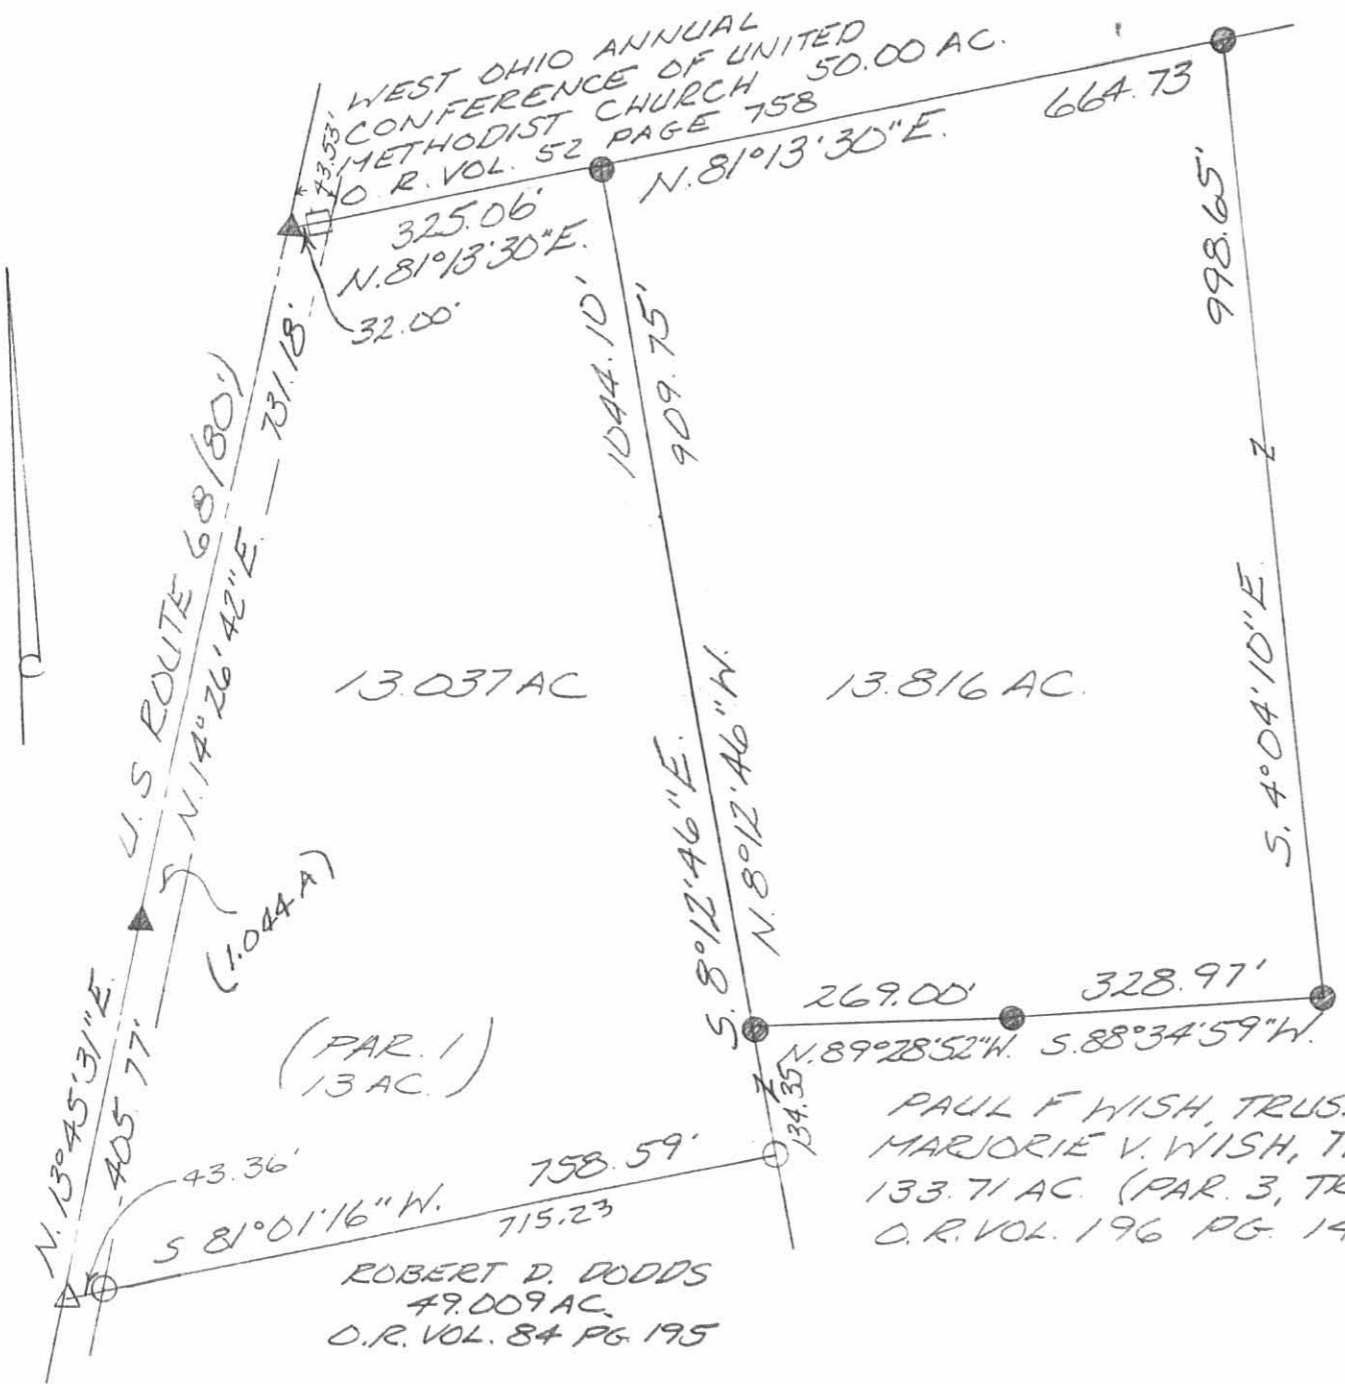 WEST OHIO ANNUAL
CONFERENCE OF UNITED
METHODIST CHURCH 50.00 AC.
O.R. VOL. 52 PAGE 758
43.53'
664.73
N.81°13'30"E.
325.06'
N.81°13'30"E.
32.00'
998.65'
1044.10'
909.75'
U.S ROUTE 68 (80')
731.18'
N.14°26'42"E.
13.037 AC
13.816 AC.
S. 4°04'10"E.
S. 8°12'46"E.
N.8°12'46"W.
(1.044 A)
269.00'
328.97'
N.89°28'52"W.
S.88°34'59"W.
(PAR. 1)
13 AC.
N.13°45'31"E.
405.77'
43.36'
134.35
758.59'
S 81°01'16"W.
715.23
PAUL F WISH, TRUS
MARJORIE V. WISH, T
133.71 AC. (PAR. 3, TR
O.R. VOL. 196 PG. 14
ROBERT D. DODDS
49.009 AC.
O.R. VOL. 84 PG 195